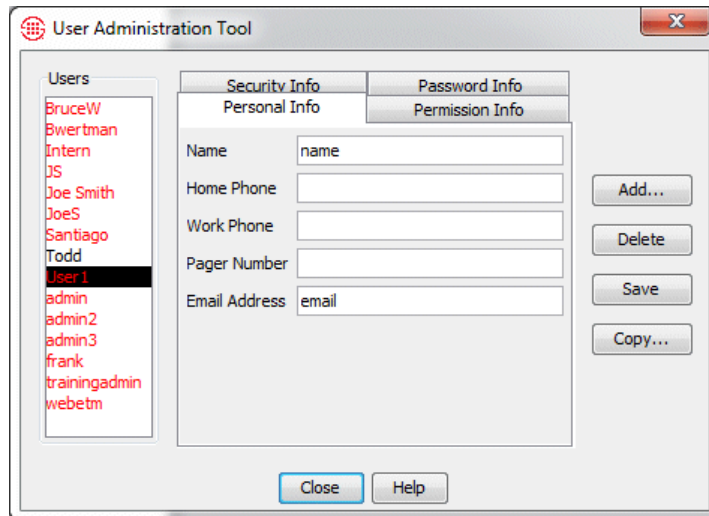 User Administration Tool
Users
BruceW
Bwertman
Intern
JS
Joe Smith
JoeS
Santiago
Todd
User1
admin
admin2
admin3
frank
trainingadmin
webetm
Security Info
Password Info
Personal Info
Permission Info
Name name
Home Phone
Work Phone
Pager Number
Email Address email
Add...
Delete
Save
Copy...
Close
Help